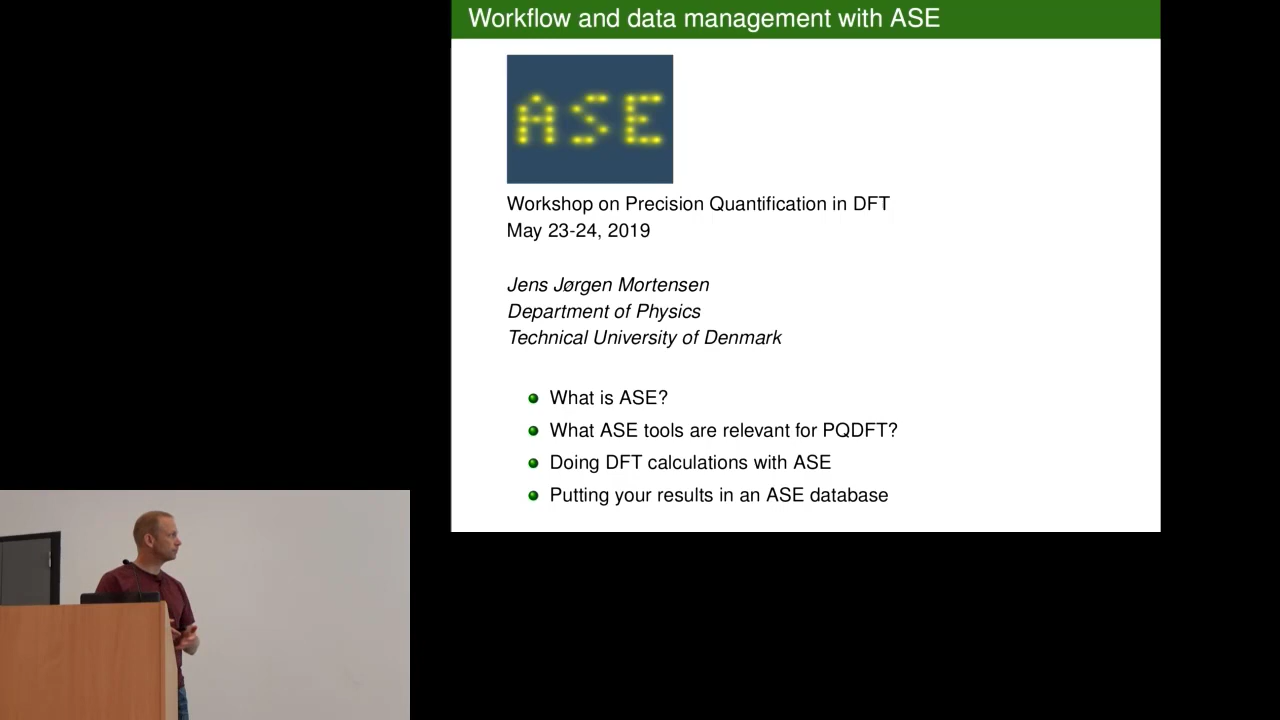 Workflow and data management with ASE
ASE
Workshop on Precision Quantification in DFT
May 23-24, 2019
Jens Jørgen Mortensen
Department of Physics
Technical University of Denmark
What is ASE?
What ASE tools are relevant for PQDFT?
Doing DFT calculations with ASE
Putting your results in an ASE database